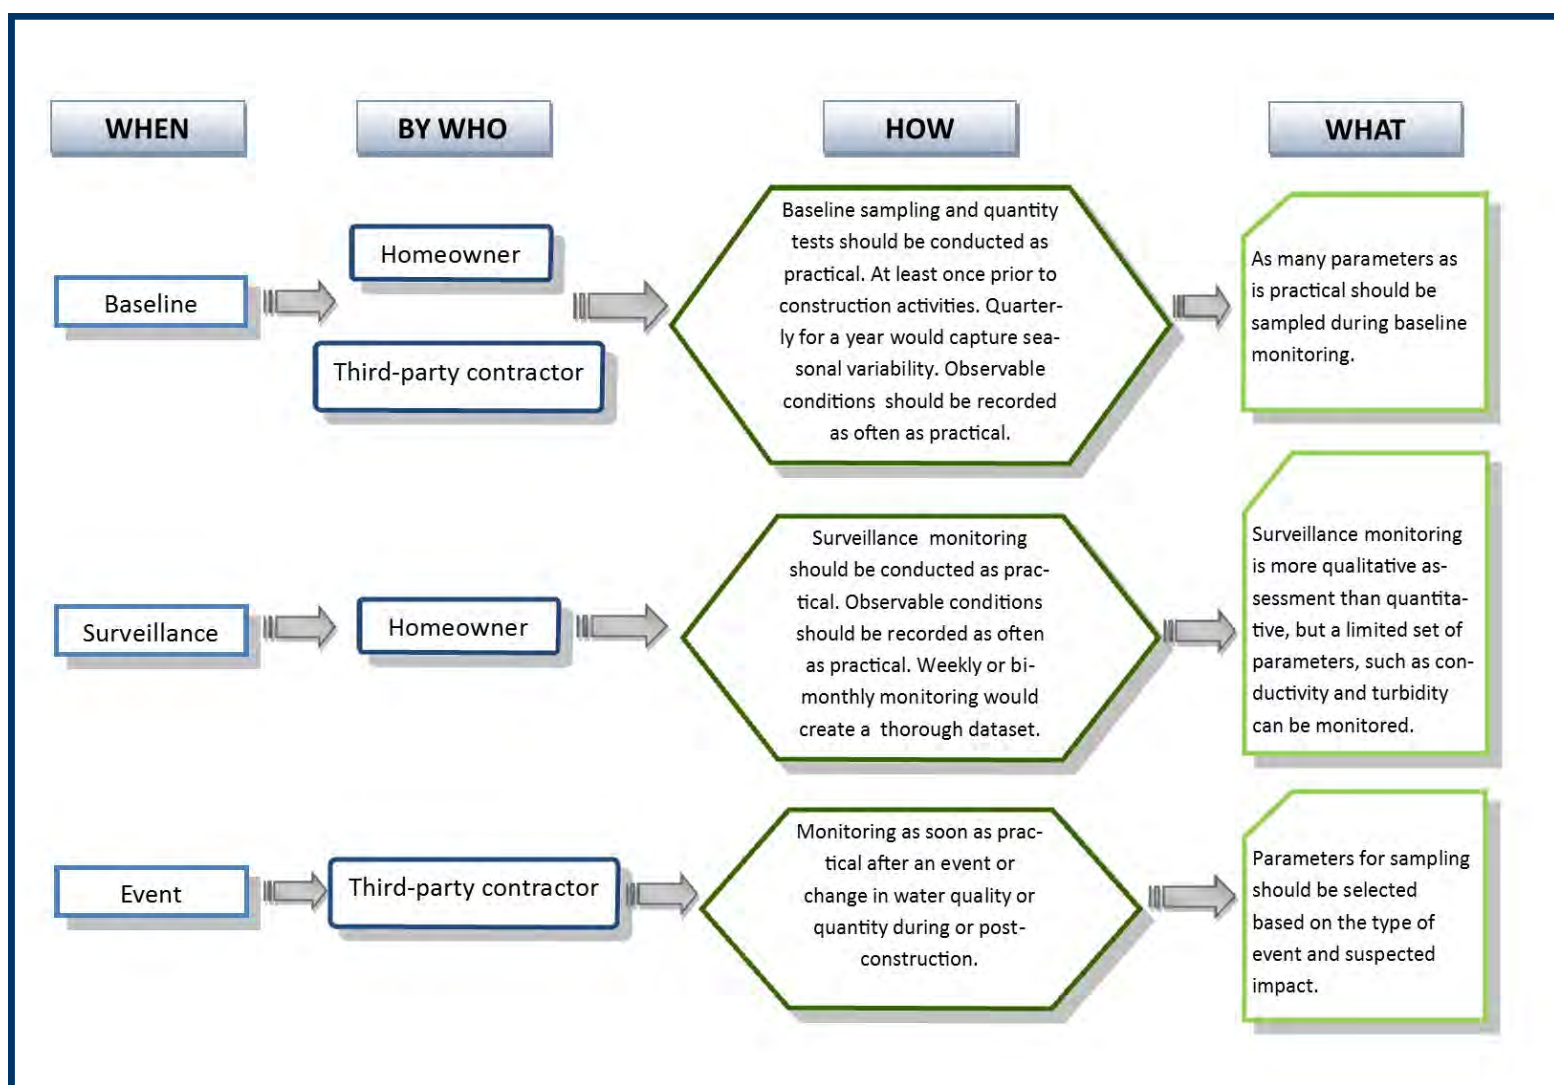 WHEN
BY WHO
HOW
WHAT
Baseline
Homeowner
Third-party contractor
Baseline sampling and quantity
tests should be conducted as
practical. At least once prior to
construction activities. Quarter-
ly for a year would capture sea-
sonal variability. Observable
conditions should be recorded
as often as practical.
As many parameters as
is practical should be
sampled during baseline
monitoring.
Surveillance
Homeowner
Surveillance monitoring
should be conducted as prac-
tical. Observable conditions
should be recorded as often
as practical. Weekly or bi-
monthly monitoring would
create a thorough dataset.
Surveillance monitoring
is more qualitative as-
sessment than quantita-
tive, but a limited set of
parameters, such as con-
ductivity and turbidity
can be monitored.
Event
Third-party contractor
Monitoring as soon as prac-
tical after an event or
change in water quality or
quantity during or post-
construction.
Parameters for sampling
should be selected
based on the type of
event and suspected
impact.